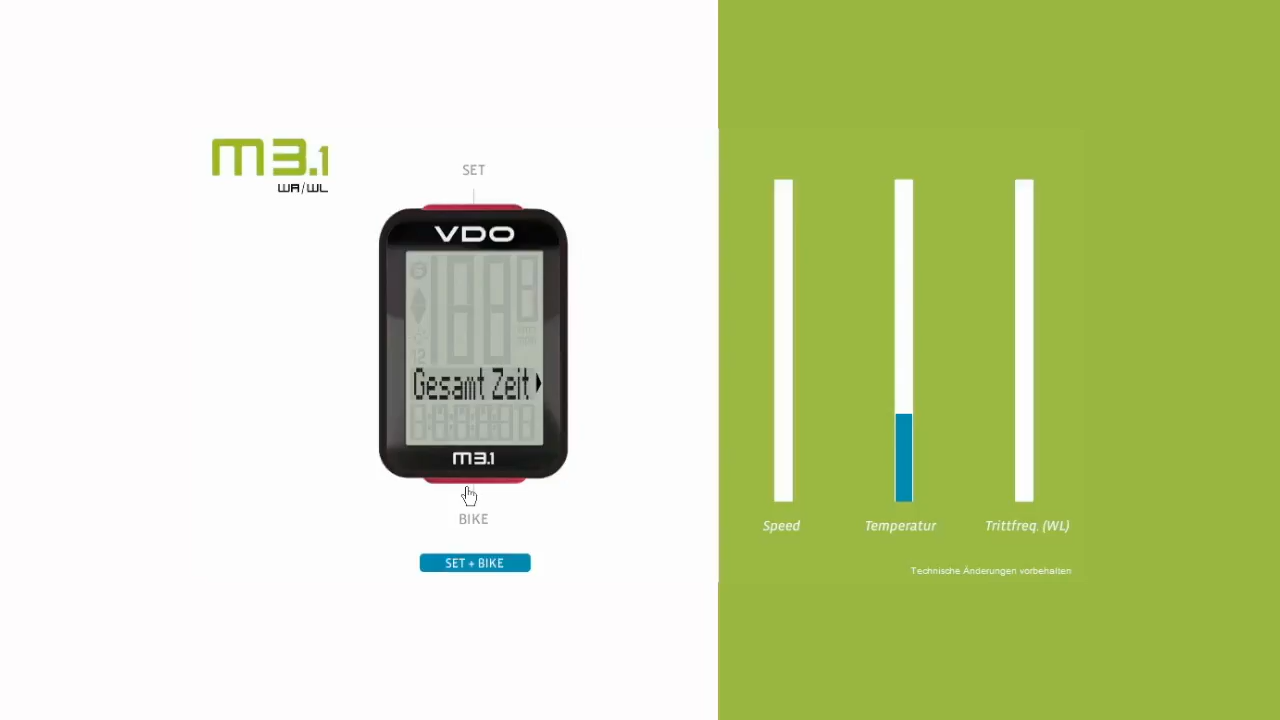 M3.1
WA/WL
SET
VDO
Gesamt Zeit
M3.1
BIKE
SET + BIKE
Speed
Temperatur
Trittfreq. (WL)
Technische Änderungen vorbehalten